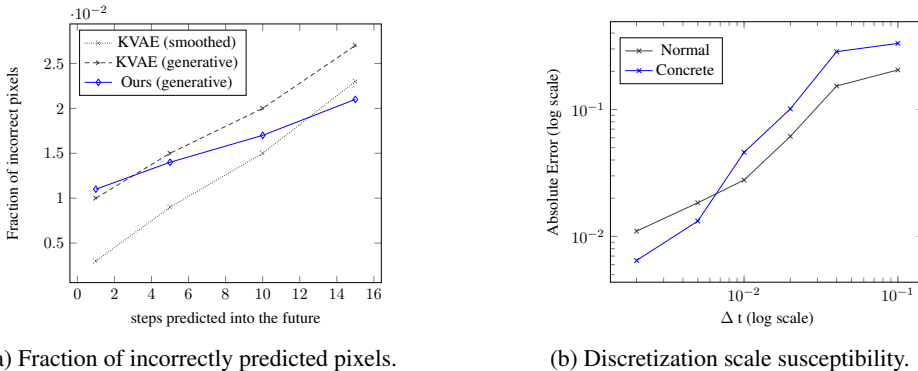 ·10⁻²
KVAE (smoothed)
KVAE (generative)
Ours (generative)
2.5
2
1.5
1
0.5
0 2 4 6 8 10 12 14 16
steps predicted into the future
Fraction of incorrect pixels
a) Fraction of incorrectly predicted pixels.
Normal
Concrete
10⁻¹
10⁻²
10⁻² 10⁻¹
Δ t (log scale)
Absolute Error (log scale)
(b) Discretization scale susceptibility.